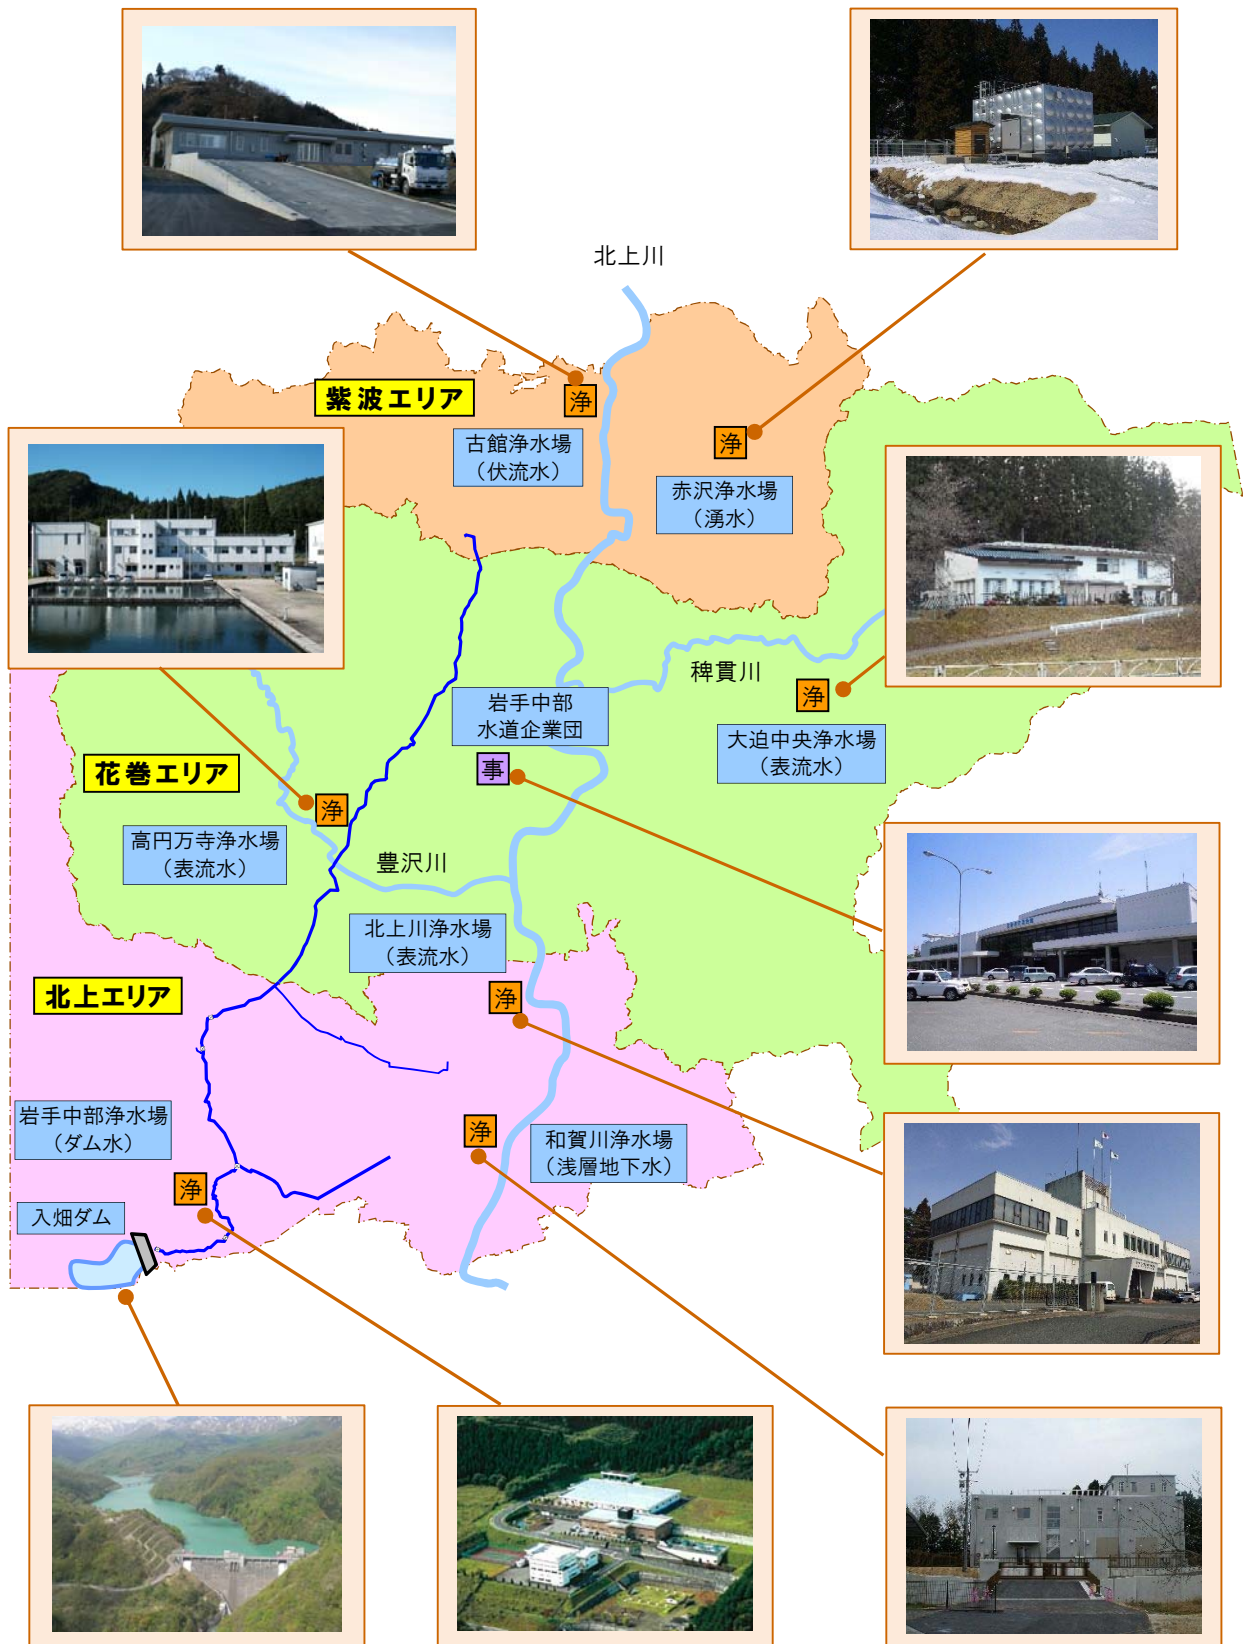 北上川
紫波エリア
浄
古館浄水場
（伏流水）
浄
赤沢浄水場
（湧水）
稗貫川
浄
大迫中央浄水場
（表流水）
岩手中部
水道企業団
事
花巻エリア
浄
高円万寺浄水場
（表流水）
豊沢川
北上川浄水場
（表流水）
浄
北上エリア
岩手中部浄水場
（ダム水）
浄
浄
和賀川浄水場
（浅層地下水）
入畑ダム